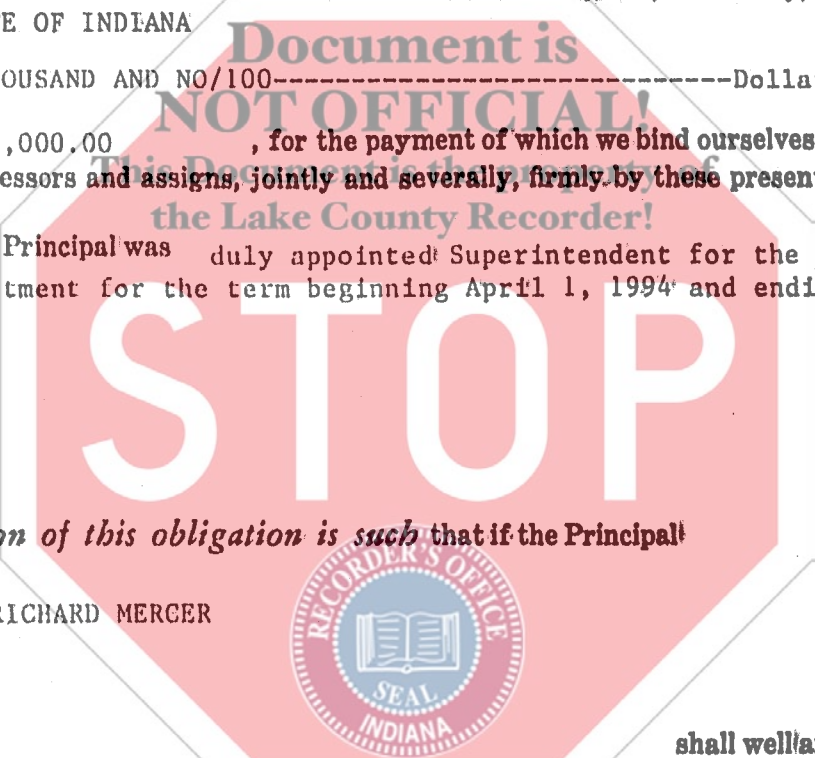 E OF INDIANA
Document is
OUSAND AND NO/100------------------------------Dolla
NOT OFFICIAL!
,000.00 , for the payment of which we bind ourselves
This Document is the property of
essors and assigns, jointly and severally, firmly by these presen
the Lake County Recorder!
Principal was duly appointed Superintendent for the
tment for the term beginning April 1, 1994 and endi
STOP
on of this obligation is such that if the Principal
RICHARD MERCER
RECORDER'S OFFICE
SEAL
INDIANA
shall well